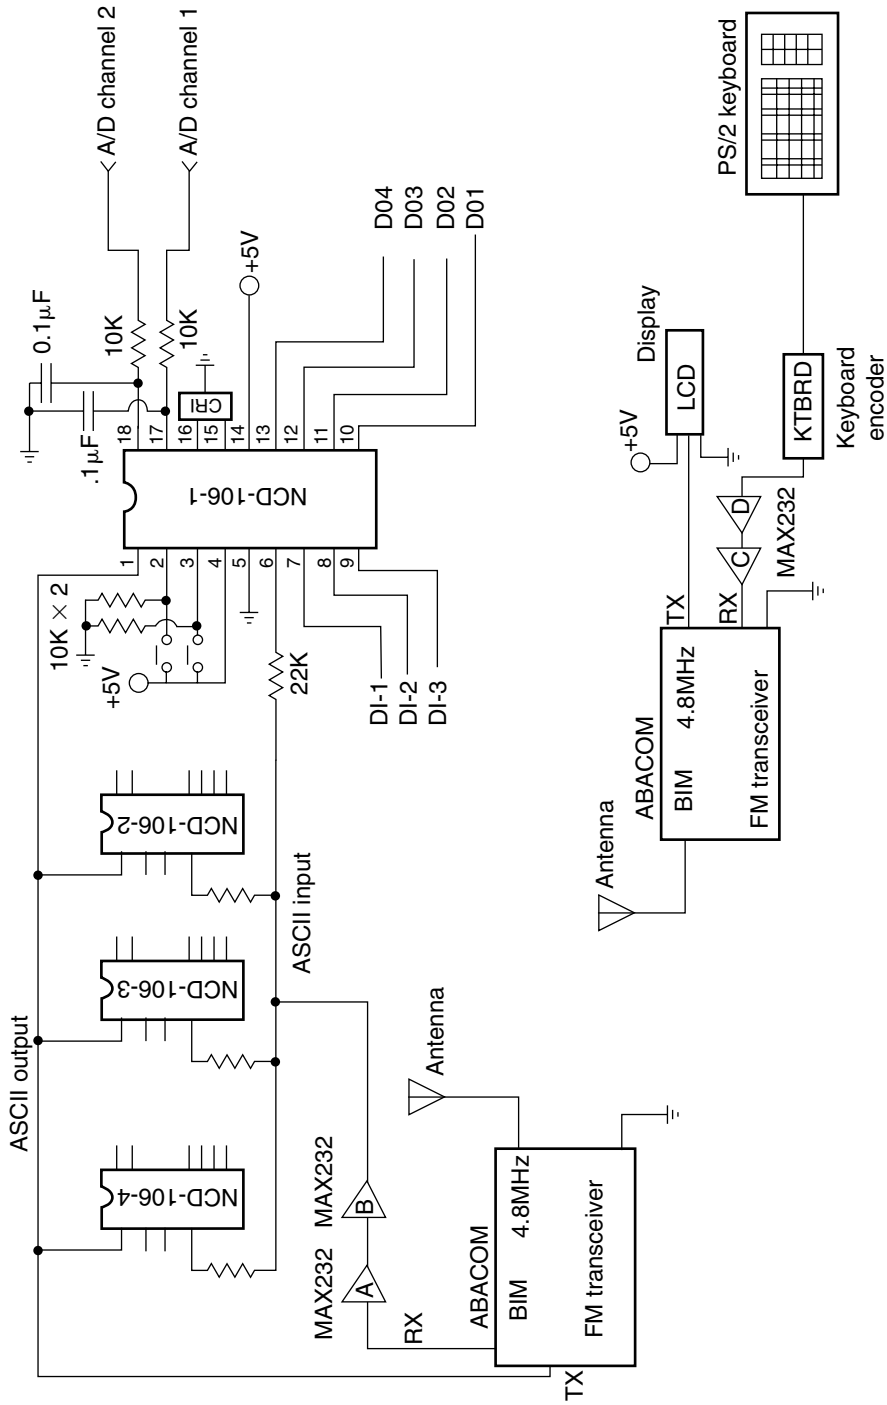 ASCII output
NCD-106-4
NCD-106-3
NCD-106-2
ASCII input
+5V
10K × 2
22K
1
2
3
4
5
6
7
8
9
NCD-106-1
18
17
16
15
14
13
12
11
10
.1µF
0.1µF
10K
10K
CRI
A/D channel 2
A/D channel 1
+5V
D04
D03
D02
D01
DI-1
DI-2
DI-3
MAX232
MAX232
A
B
RX
TX
ABACOM
BIM 4.8MHz
FM transceiver
Antenna
Antenna
ABACOM
BIM 4.8MHz
FM transceiver
TX
RX
C
D
MAX232
+5V
LCD
Display
KTBRD
Keyboard
encoder
PS/2 keyboard